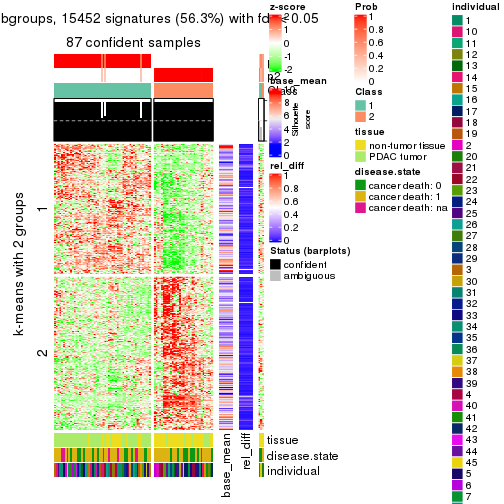 bgroups, 15452 signatures (56.3%) with fdr < 0.05
87 confident samples
k-means with 2 groups
1
2
p2
Class
Silhouette
score
tissue
disease.state
individual
base_mean
rel_diff
z-score
2
1
0
-1
-2
base_mean
8
6
4
2
0
rel_diff
1
0.8
0.6
0.4
0.2
0
Status (barplots)
confident
ambiguous
Prob
1
0.8
0.6
0.4
0.2
0
Class
1
2
tissue
non-tumor tissue
PDAC tumor
disease.state
cancer death: 0
cancer death: 1
cancer death: na
individual
1
10
11
12
13
14
15
16
17
18
19
2
20
21
22
23
24
25
26
27
28
29
3
30
31
32
33
34
35
36
37
38
39
4
40
41
42
43
44
45
5
6
7